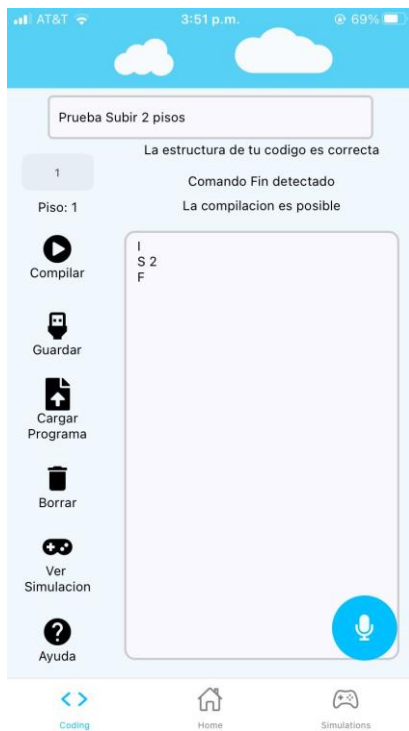 AT&T 3:51 p.m. 69%
Prueba Subir 2 pisos
La estructura de tu codigo es correcta
1
Comando Fin detectado
Piso: 1
La compilacion es posible
Compilar
I
S 2
F
Guardar
Cargar
Programa
Borrar
Ver
Simulacion
Ayuda
Coding Home Simulations